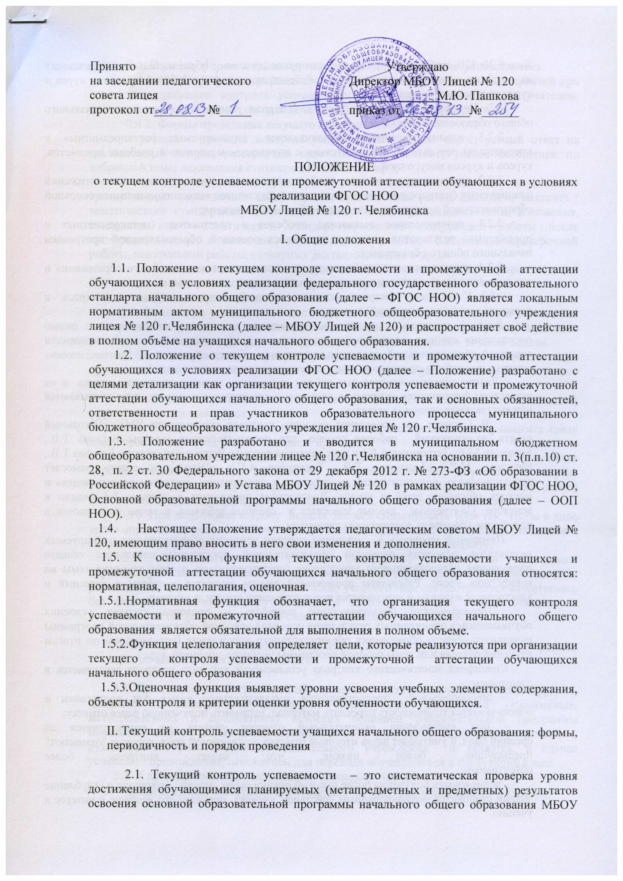 Принято Утверждаю
на заседании педагогического Директор МБОУ Лицей № 120
совета лицея М.Ю. Пашкова
протокол от 28.08.13 № 1 приказ от 28.08.13 № 254
ПОЛОЖЕНИЕ
о текущем контроле успеваемости и промежуточной аттестации обучающихся в условиях
реализации ФГОС НОО
МБОУ Лицей № 120 г. Челябинска
I. Общие положения
1.1. Положение о текущем контроле успеваемости и промежуточной аттестации
обучающихся в условиях реализации федерального государственного образовательного
стандарта начального общего образования (далее – ФГОС НОО) является локальным
нормативным актом муниципального бюджетного общеобразовательного учреждения
лицея № 120 г.Челябинска (далее – МБОУ Лицей № 120) и распространяет своё действие
в полном объёме на учащихся начального общего образования.
1.2. Положение о текущем контроле успеваемости и промежуточной аттестации
обучающихся в условиях реализации ФГОС НОО (далее – Положение) разработано с
целями детализации как организации текущего контроля успеваемости и промежуточной
аттестации обучающихся начального общего образования, так и основных обязанностей,
ответственности и прав участников образовательного процесса муниципального
бюджетного общеобразовательного учреждения лицея № 120 г.Челябинска.
1.3. Положение разработано и вводится в муниципальном бюджетном
общеобразовательном учреждении лицее № 120 г.Челябинска на основании п. 3(п.п.10) ст.
28, п. 2 ст. 30 Федерального закона от 29 декабря 2012 г. № 273-ФЗ «Об образовании в
Российской Федерации» и Устава МБОУ Лицей № 120 в рамках реализации ФГОС НОО,
Основной образовательной программы начального общего образования (далее – ООП
НОО).
1.4. Настоящее Положение утверждается педагогическим советом МБОУ Лицей №
120, имеющим право вносить в него свои изменения и дополнения.
1.5. К основным функциям текущего контроля успеваемости учащихся и
промежуточной аттестации обучающихся начального общего образования относятся:
нормативная, целеполагания, оценочная.
1.5.1.Нормативная функция обозначает, что организация текущего контроля
успеваемости и промежуточной аттестации обучающихся начального общего
образования является обязательной для выполнения в полном объеме.
1.5.2.Функция целеполагания определяет цели, которые реализуются при организации
текущего контроля успеваемости и промежуточной аттестации обучающихся
начального общего образования
1.5.3.Оценочная функция выявляет уровни усвоения учебных элементов содержания,
объекты контроля и критерии оценки уровня обученности обучающихся.
II. Текущий контроль успеваемости учащихся начального общего образования: формы,
периодичность и порядок проведения
2.1. Текущий контроль успеваемости – это систематическая проверка уровня
достижения обучающимися планируемых (метапредметных и предметных) результатов
освоения основной образовательной программы начального общего образования МБОУ